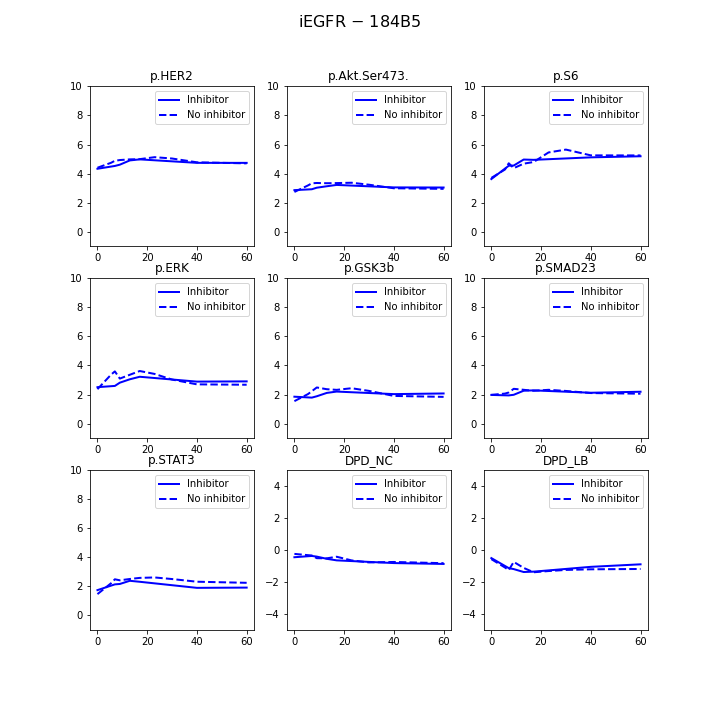 iEGFR − 184B5
p.HER2
p.Akt.Ser473.
p.S6
10
8
6
4
2
0
0 20 40 60
Inhibitor
No inhibitor
10
8
6
4
2
0
0 20 40 60
Inhibitor
No inhibitor
10
8
6
4
2
0
0 20 40 60
Inhibitor
No inhibitor
p.ERK
p.GSK3b
p.SMAD23
10
8
6
4
2
0
0 20 40 60
Inhibitor
No inhibitor
10
8
6
4
2
0
0 20 40 60
Inhibitor
No inhibitor
10
8
6
4
2
0
0 20 40 60
Inhibitor
No inhibitor
p.STAT3
DPD_NC
DPD_LB
10
8
6
4
2
0
0 20 40 60
Inhibitor
No inhibitor
4
2
0
−2
−4
0 20 40 60
Inhibitor
No inhibitor
4
2
0
−2
−4
0 20 40 60
Inhibitor
No inhibitor